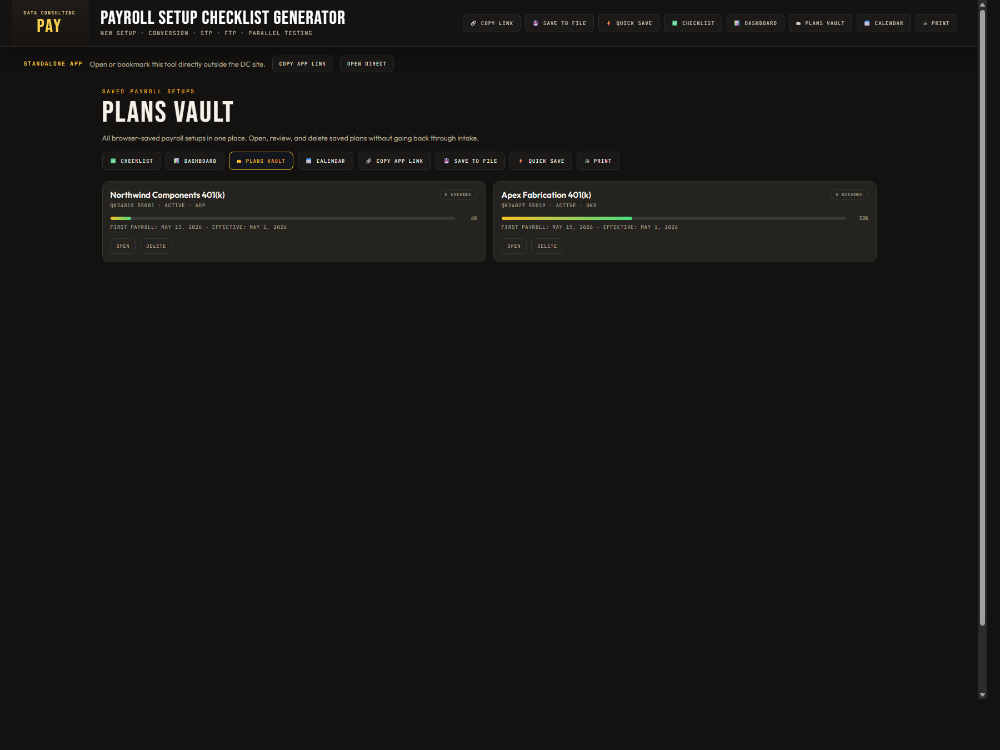 DATA CONSULTING
PAY
PAYROLL SETUP CHECKLIST GENERATOR
NEW SETUP · CONVERSION · STP · FTP · PARALLEL TESTING
COPY LINK
SAVE TO FILE
QUICK SAVE
CHECKLIST
DASHBOARD
PLANS VAULT
CALENDAR
PRINT
STANDALONE APP
Open or bookmark this tool directly outside the DC site.
COPY APP LINK
OPEN DIRECT
SAVED PAYROLL SETUPS
PLANS VAULT
All browser-saved payroll setups in one place. Open, review, and delete saved plans without going back through intake.
CHECKLIST
DASHBOARD
PLANS VAULT
CALENDAR
COPY APP LINK
SAVE TO FILE
QUICK SAVE
PRINT
Northwind Components 401(k)
0 OVERDUE
QK24018 55001 · ACTIVE · ADP
6%
FIRST PAYROLL: MAY 15, 2026 · EFFECTIVE: MAY 1, 2026
OPEN
DELETE
Apex Fabrication 401(k)
0 OVERDUE
QK24027 55019 · ACTIVE · UKG
38%
FIRST PAYROLL: MAY 15, 2026 · EFFECTIVE: MAY 1, 2026
OPEN
DELETE